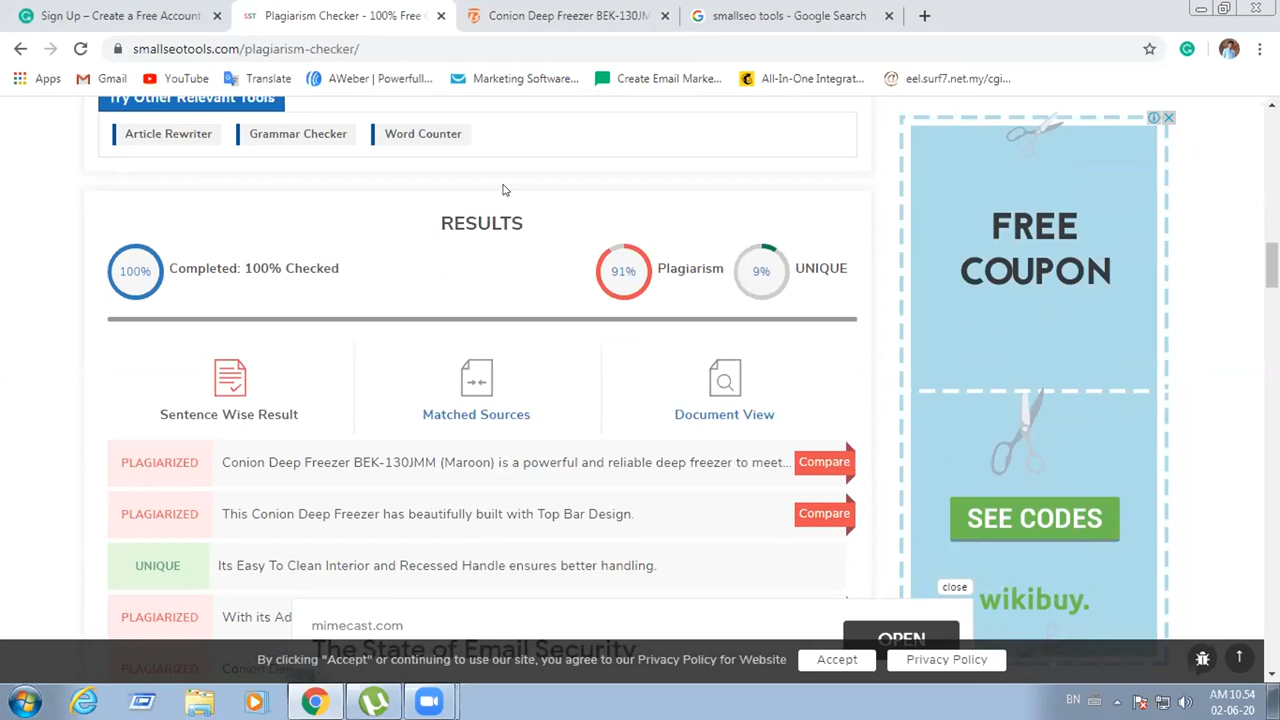 Sign Up – Create a Free Account
Plagiarism Checker - 100% Free
Conion Deep Freezer BEK-130JM
smallseo tools - Google Search
smallseotools.com/plagiarism-checker/
Apps
Gmail
YouTube
Translate
AWeber | Powerfull...
Marketing Software...
Create Email Marke...
All-In-One Integrat...
eel.surf7.net.my/cgi...
Try Other Relevant Tools
Article Rewriter
Grammar Checker
Word Counter
RESULTS
100%
Completed: 100% Checked
91%
Plagiarism
9%
UNIQUE
Sentence Wise Result
Matched Sources
Document View
PLAGIARIZED
Conion Deep Freezer BEK-130JMM (Maroon) is a powerful and reliable deep freezer to meet...
Compare
PLAGIARIZED
This Conion Deep Freezer has beautifully built with Top Bar Design.
Compare
UNIQUE
Its Easy To Clean Interior and Recessed Handle ensures better handling.
PLAGIARIZED
With its Ad
FREE
COUPON
SEE CODES
wikibuy.
close
mimecast.com
The State of Email Security
OPEN
By clicking "Accept" or continuing to use our site, you agree to our Privacy Policy for Website
Accept
Privacy Policy
PLAGIARIZED
BN
AM 10.54
02-06-20